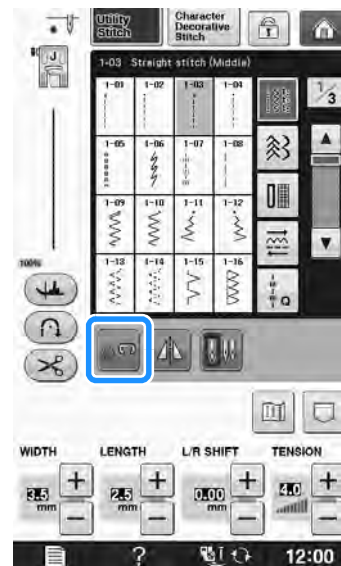 Utility
Stitch
Character
Decorative
Stitch
J
1-03 Straight stitch (Middle)
1-01 1-02 1-03 1-04
1/3
1-05 1-06 1-07 1-08
1-09 1-10 1-11 1-12
1-13 1-14 1-15 1-16
100%
WIDTH LENGTH L/R SHIFT TENSION
3.5 mm + − 2.5 mm + − 0.00 mm + − 4.0 + −
? 12:00